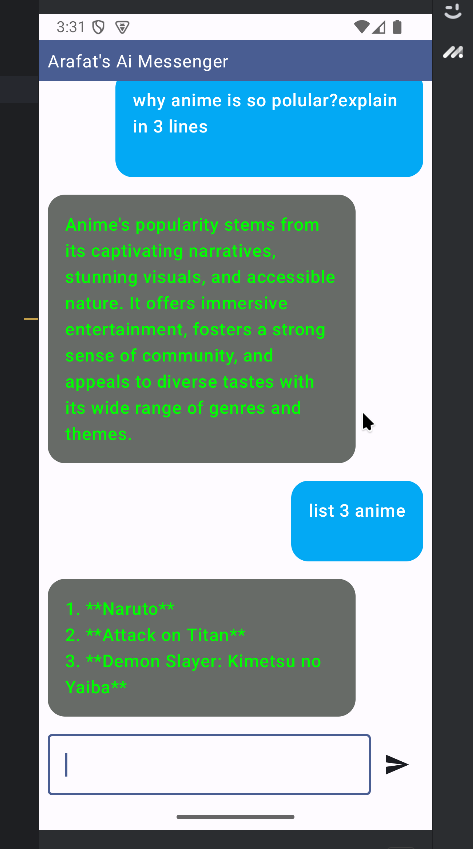 3:31
Arafat's Ai Messenger
why anime is so polular?explain
in 3 lines
Anime's popularity stems from
its captivating narratives,
stunning visuals, and accessible
nature. It offers immersive
entertainment, fosters a strong
sense of community, and
appeals to diverse tastes with
its wide range of genres and
themes.
list 3 anime
1. **Naruto**
2. **Attack on Titan**
3. **Demon Slayer: Kimetsu no
Yaiba**